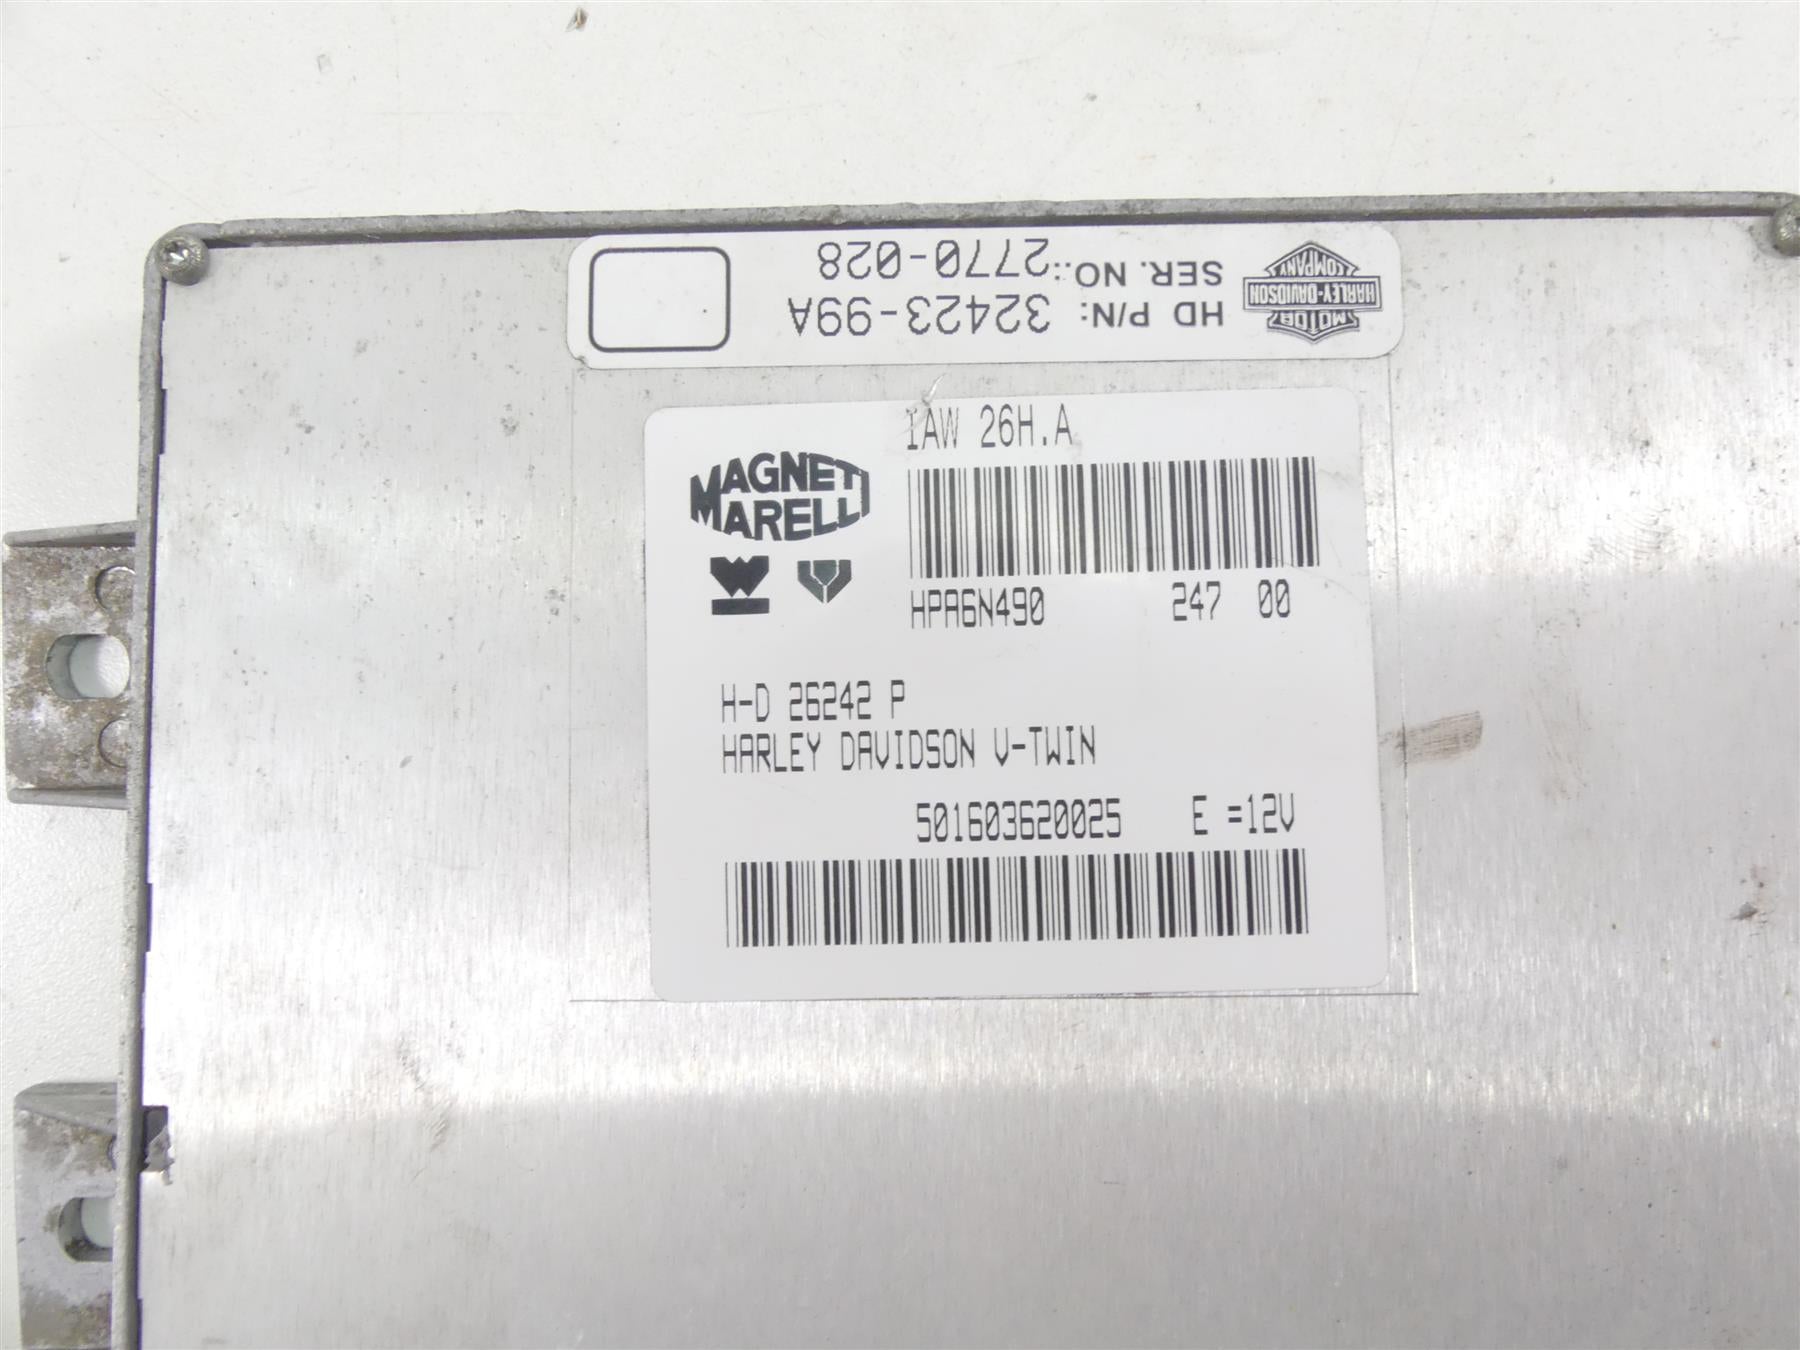 MOTOR
HARLEY-DAVIDSON
COMPANY
HD P/N: 32423-99A
SER. NO.: 2770-028
IAW 26H.A
MAGNETI
MARELLI
HPA6N490 247 00
H-D 26242 P
HARLEY DAVIDSON V-TWIN
501603620025 E =12V